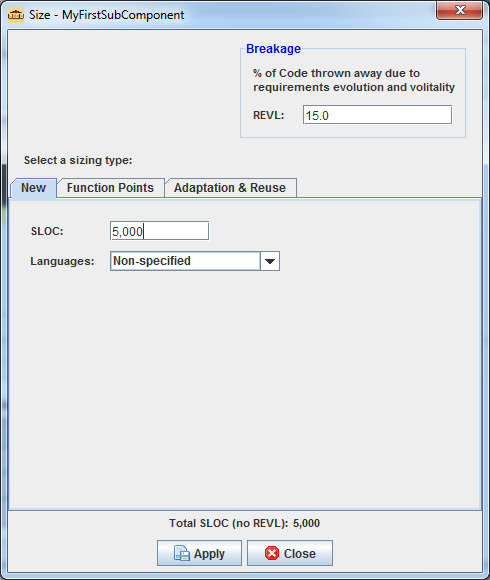 Size - MyFirstSubComponent
Breakage
% of Code thrown away due to
requirements evolution and volitality
REVL: 15.0
Select a sizing type:
New Function Points Adaptation & Reuse
SLOC: 5,000
Languages: Non-specified
Total SLOC (no REVL): 5,000
Apply Close